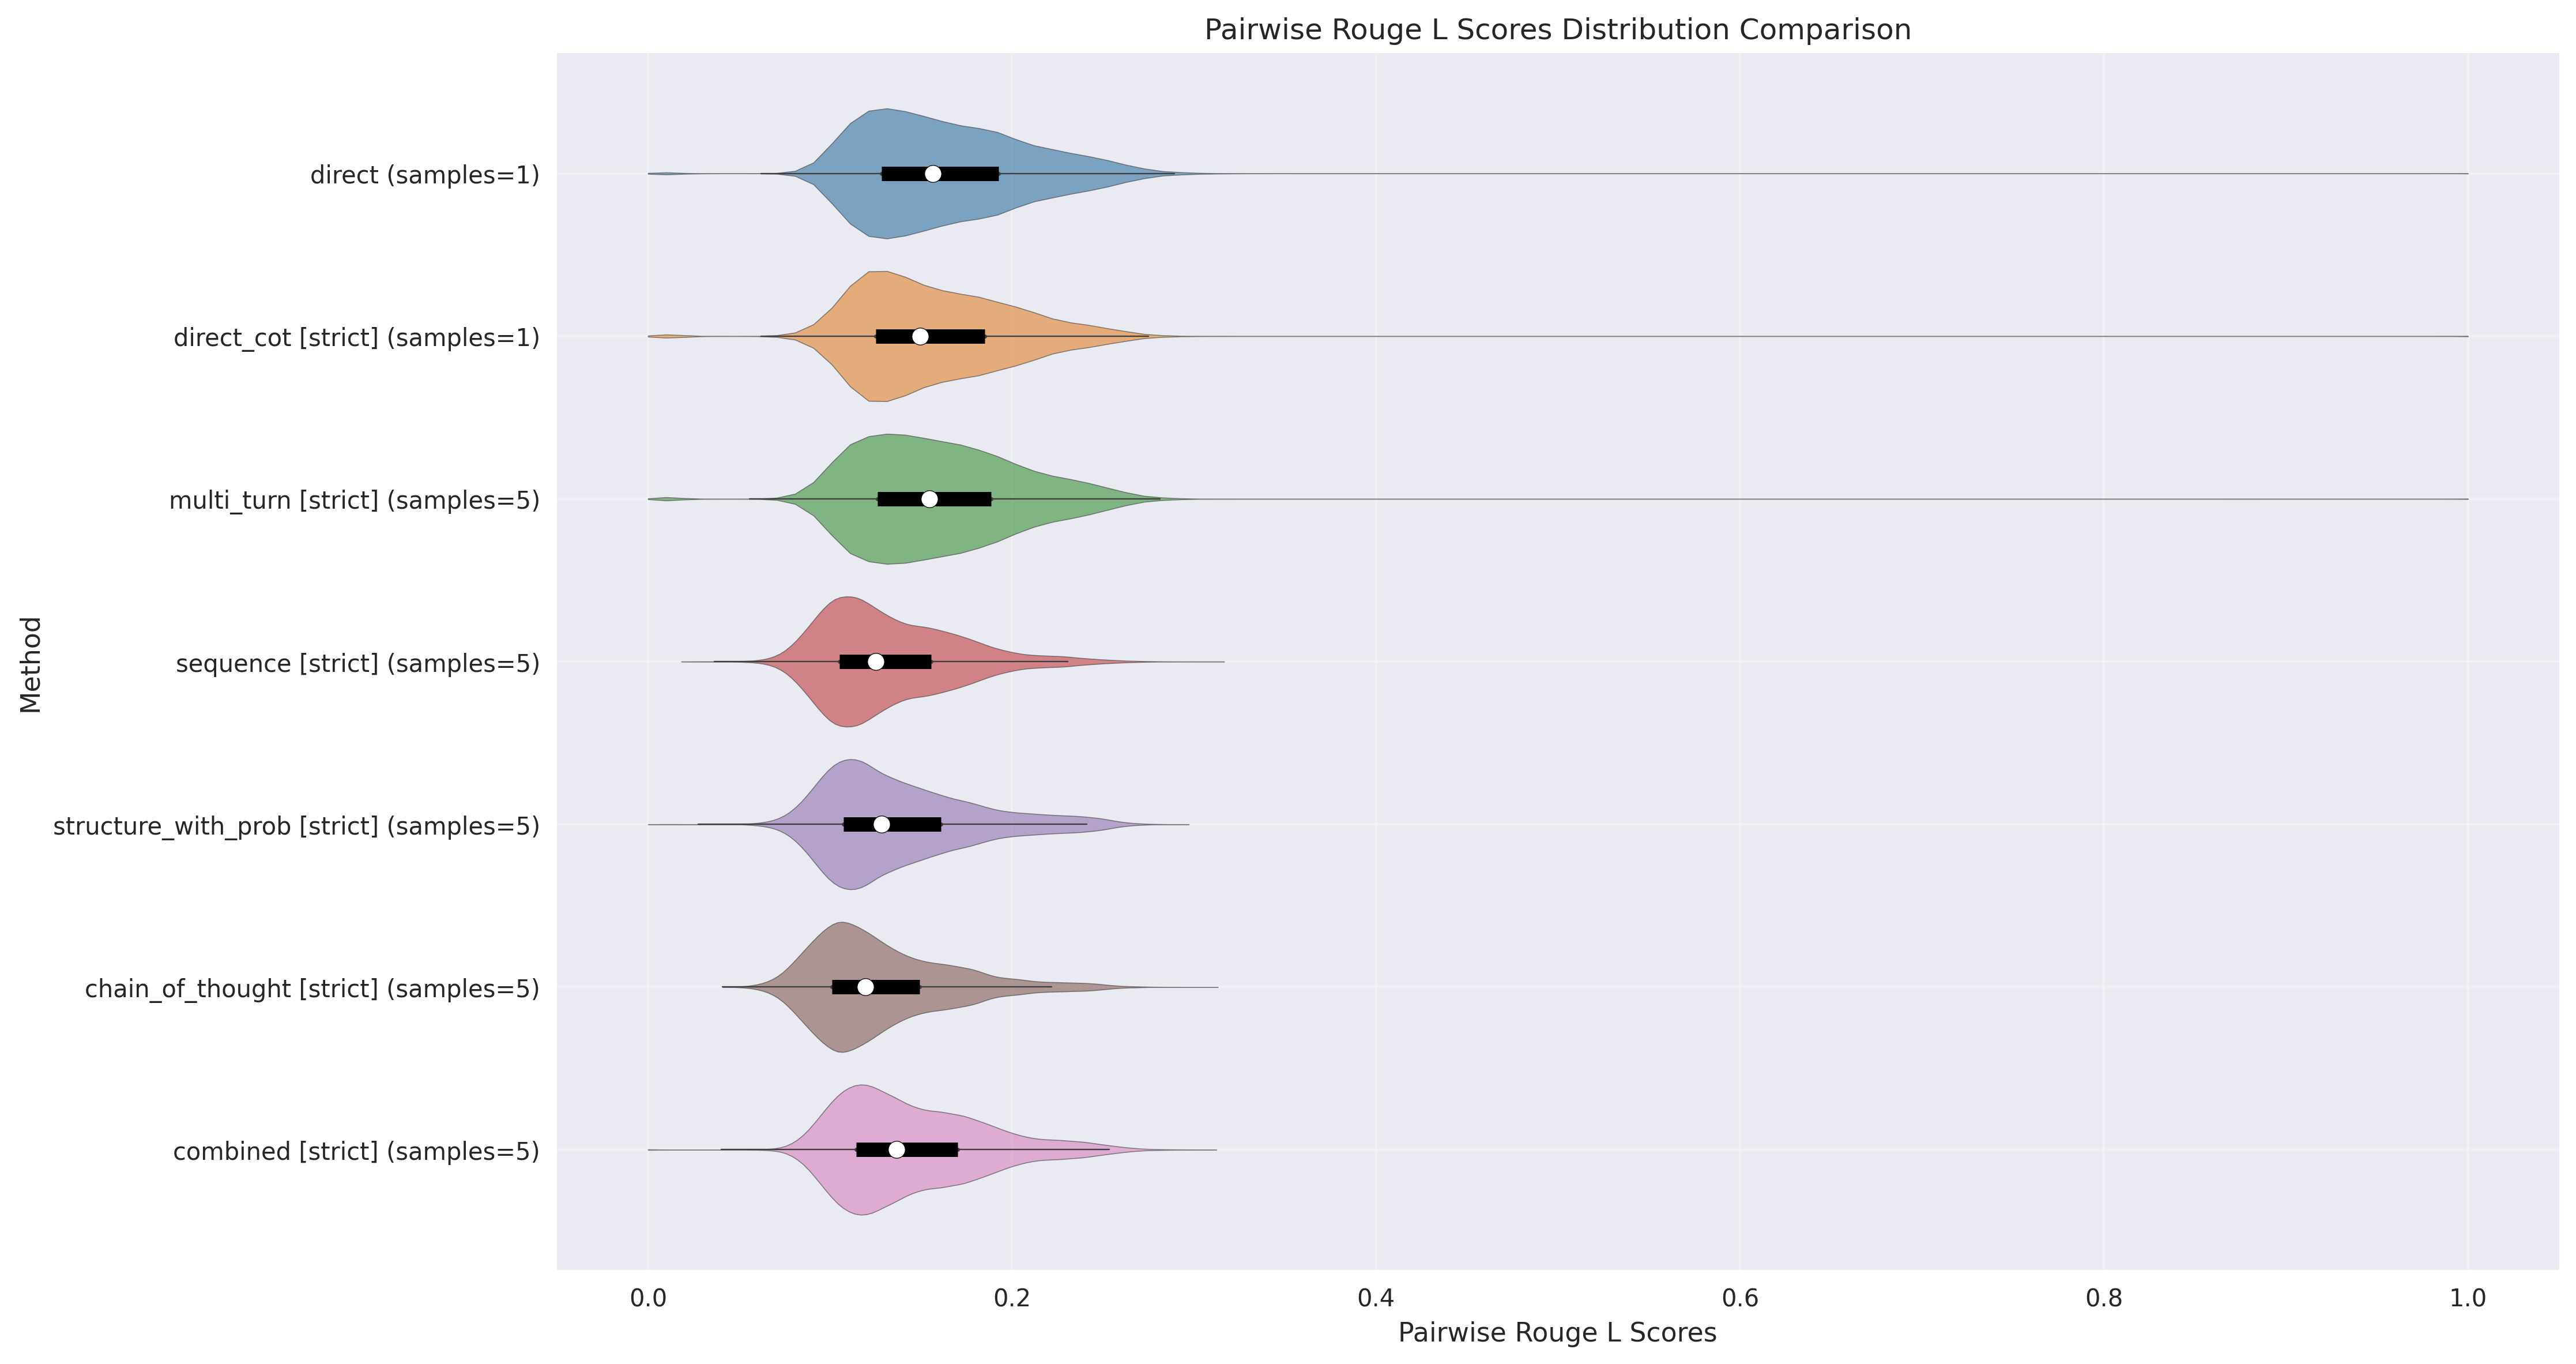 Pairwise Rouge L Scores Distribution Comparison
Method
direct (samples=1)
direct_cot [strict] (samples=1)
multi_turn [strict] (samples=5)
sequence [strict] (samples=5)
structure_with_prob [strict] (samples=5)
chain_of_thought [strict] (samples=5)
combined [strict] (samples=5)
0.0 0.2 0.4 0.6 0.8 1.0
Pairwise Rouge L Scores